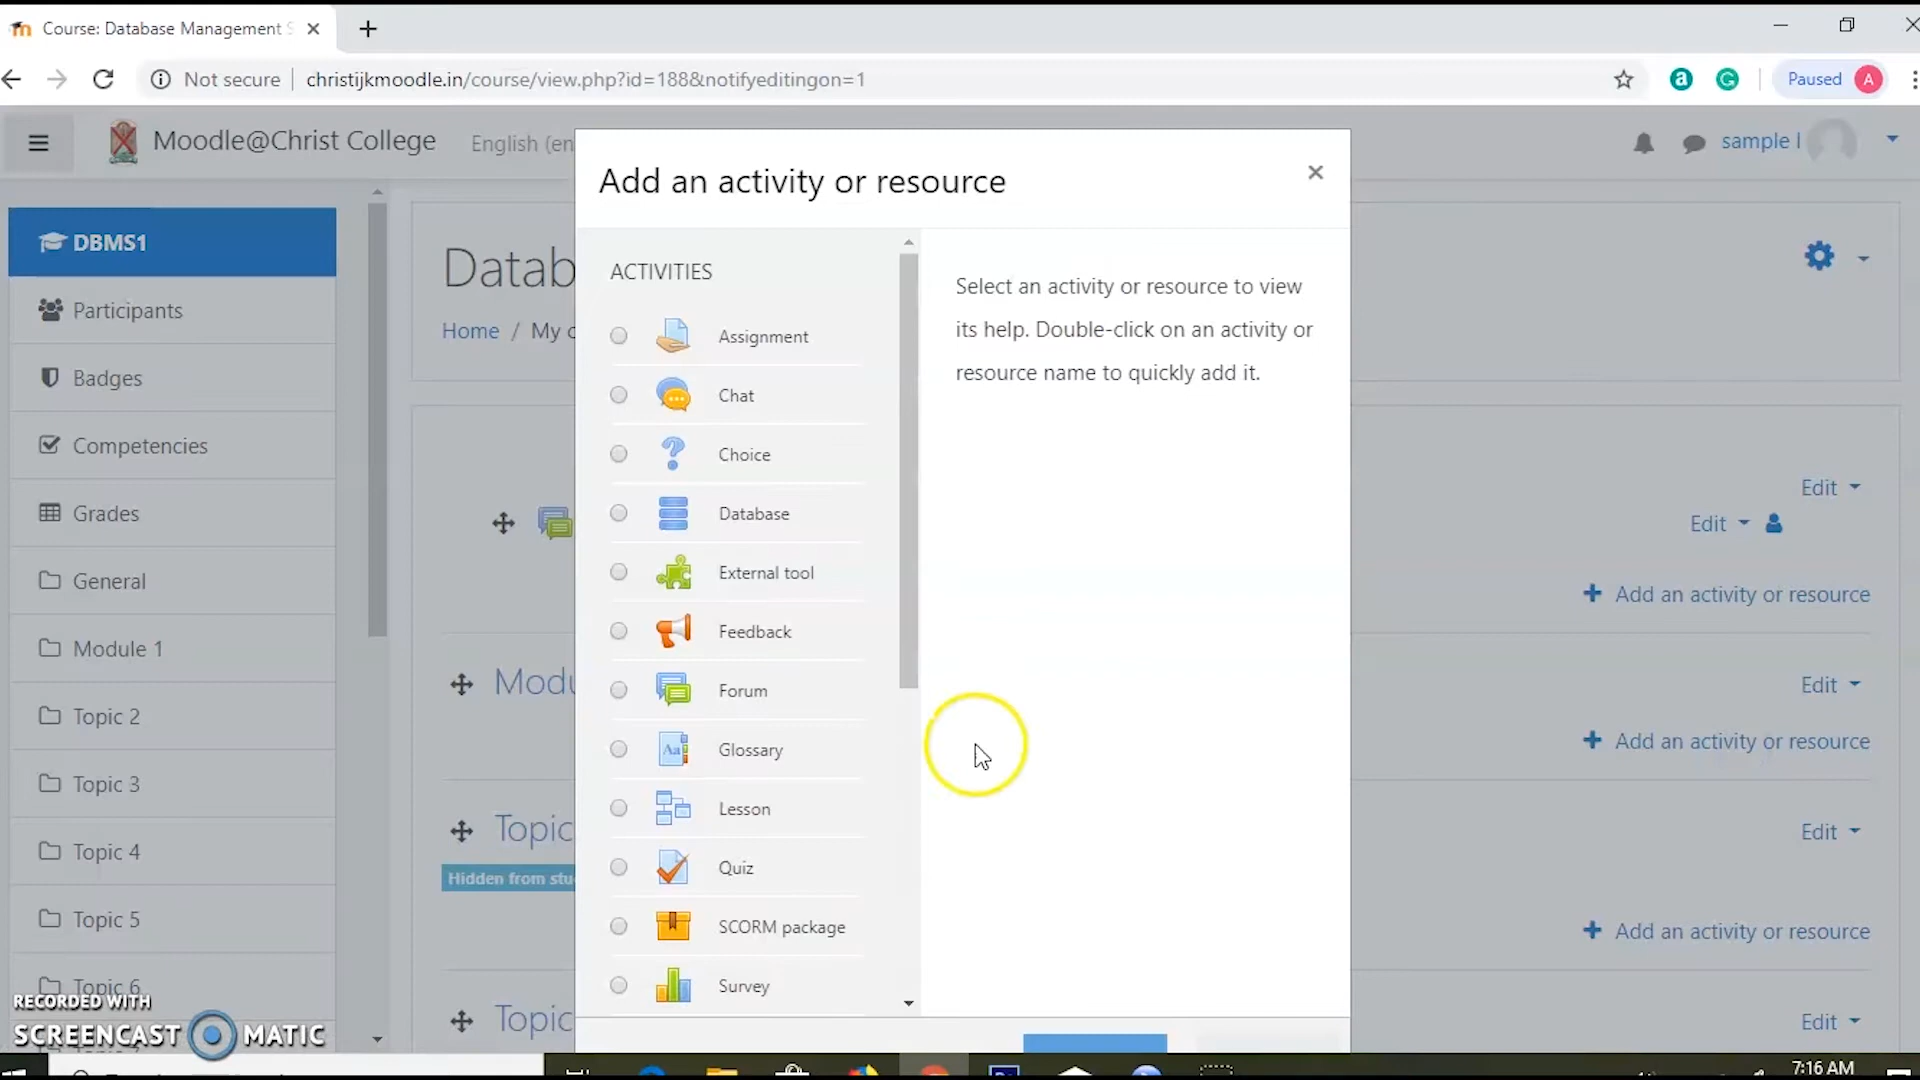 Course: Database Management S
Not secure
christijkmoodle.in/course/view.php?id=188&notifyeditingon=1
Paused A
Moodle@Christ College
English (en
sample l
Add an activity or resource
DBMS1
Participants
Badges
Competencies
Grades
General
Module 1
Topic 2
Topic 3
Topic 4
Topic 5
Topic 6
Datab
Home / My c
Modu
Topic
Hidden from stu
Topic
ACTIVITIES
Assignment
Chat
Choice
Database
External tool
Feedback
Forum
Glossary
Lesson
Quiz
SCORM package
Survey
Select an activity or resource to view
its help. Double-click on an activity or
resource name to quickly add it.
Edit
Edit
Add an activity or resource
Edit
Add an activity or resource
Edit
Add an activity or resource
Edit
RECORDED WITH
SCREENCAST MATIC
7:16 AM